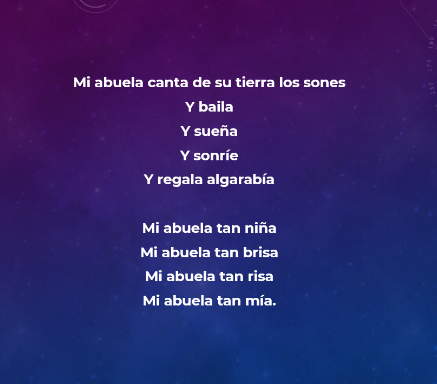 Mi abuela canta de su tierra los sones
Y baila
Y sueña
Y sonríe
Y regala algarabía
Mi abuela tan niña
Mi abuela tan brisa
Mi abuela tan risa
Mi abuela tan mía.